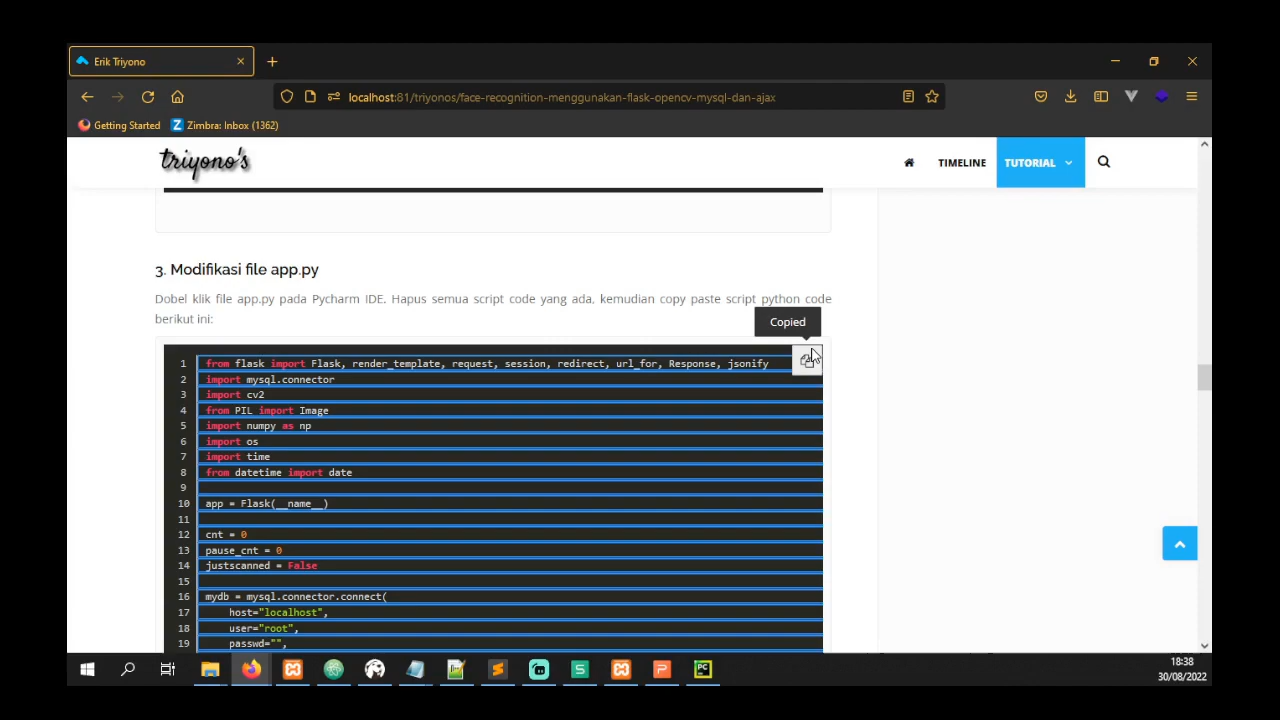 Erik Triyono
localhost:81/triyonos/face-recognition-menggunakan-flask-opencv-mysql-dan-ajax
Getting Started
Zimbra: Inbox (1362)
triyono's
TIMELINE
TUTORIAL
3. Modifikasi file app.py
Dobel klik file app.py pada Pycharm IDE. Hapus semua script code yang ada, kemudian copy paste script python code
berikut ini:
Copied
1 from flask import Flask, render_template, request, session, redirect, url_for, Response, jsonify
2 import mysql.connector
3 import cv2
4 from PIL import Image
5 import numpy as np
6 import os
7 import time
8 from datetime import date
9
10 app = Flask(__name__)
11
12 cnt = 0
13 pause_cnt = 0
14 justscanned = False
15
16 mydb = mysql.connector.connect(
17 host="localhost",
18 user="root",
19 passwd="",
18:38
30/08/2022